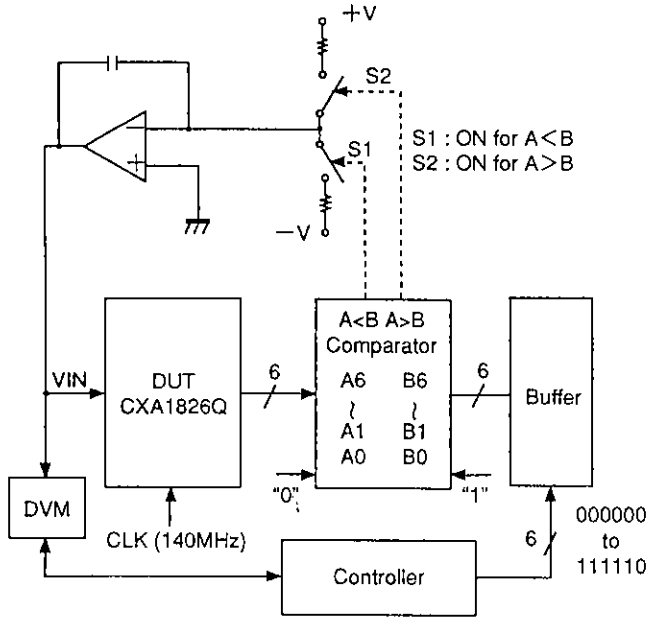 +V
S2
S1
S1 : ON for A<B
S2 : ON for A>B
−V
−
+
A<B A>B
Comparator
A6 B6
~ ~
A1 B1
A0 B0
VIN
DUT
CXA1826Q
6
6
Buffer
"0"
"1"
DVM
CLK (140MHz)
Controller
6
000000
to
111110